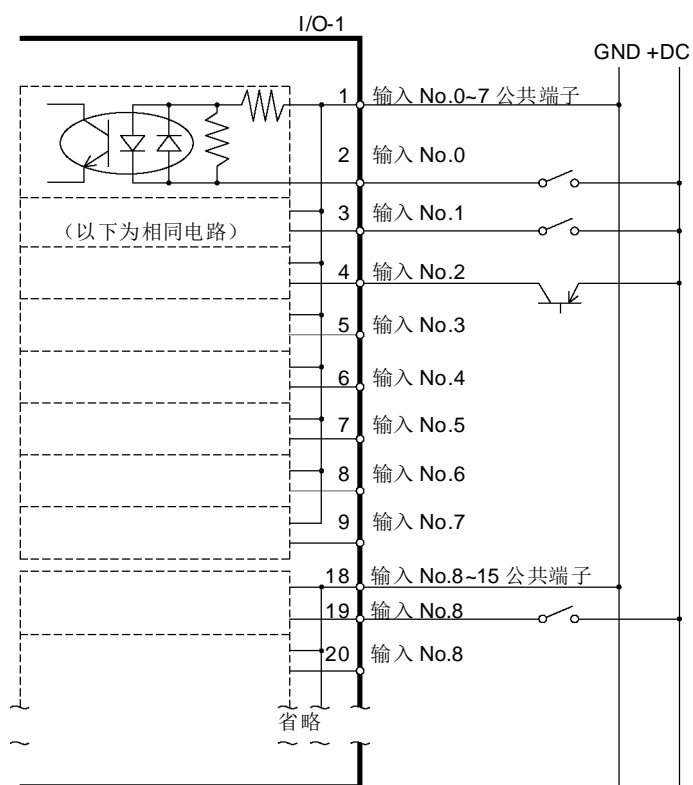 I/O-1
GND +DC
1 输入 No.0~7 公共端子
2 输入 No.0
3 输入 No.1
（以下为相同电路）
4 输入 No.2
5 输入 No.3
6 输入 No.4
7 输入 No.5
8 输入 No.6
9 输入 No.7
18 输入 No.8~15 公共端子
19 输入 No.8
20 输入 No.8
省略